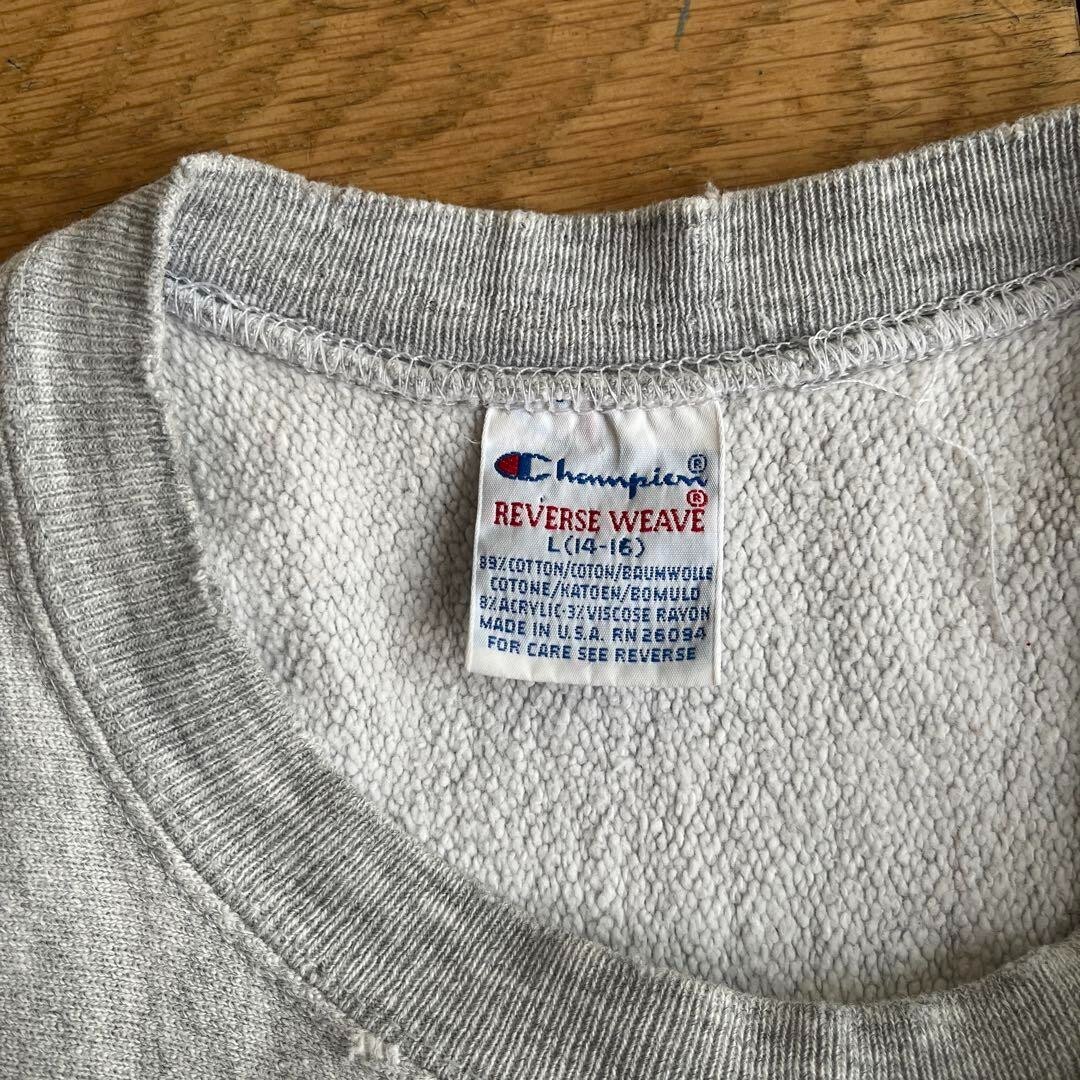 Champion®
REVERSE WEAVE®
L(14-16)
89%COTTON/COTON/BAUMWOLLE
COTONE/KATOEN/BOMULD
8%ACRYLIC·3%VISCOSE RAYON
MADE IN U.S.A. RN 26094
FOR CARE SEE REVERSE